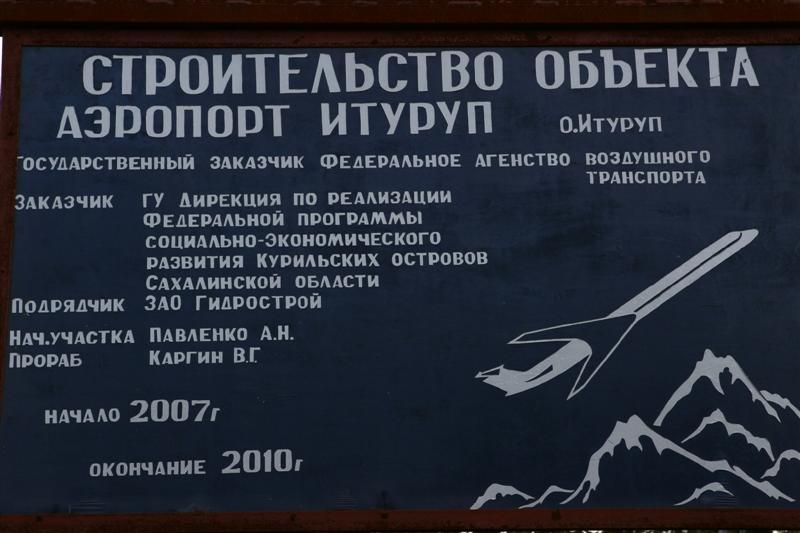 СТРОИТЕЛЬСТВО ОБЪЕКТА
АЭРОПОРТ ИТУРУП О.ИТУРУП
ГОСУДАРСТВЕННЫЙ ЗАКАЗЧИК ФЕДЕРАЛЬНОЕ АГЕНСТВО ВОЗДУШНОГО
ТРАНСПОРТА
ЗАКАЗЧИК ГУ ДИРЕКЦИЯ ПО РЕАЛИЗАЦИИ
ФЕДЕРАЛЬНОЙ ПРОГРАММЫ
СОЦИАЛЬНО-ЭКОНОМИЧЕСКОГО
РАЗВИТИЯ КУРИЛЬСКИХ ОСТРОВОВ
САХАЛИНСКОЙ ОБЛАСТИ
ПОДРЯДЧИК ЗАО ГИДРОСТРОЙ
НАЧ.УЧАСТКА ПАВЛЕНКО А.Н.
ПРОРАБ КАРГИН В.Г.
НАЧАЛО 2007г
ОКОНЧАНИЕ 2010г